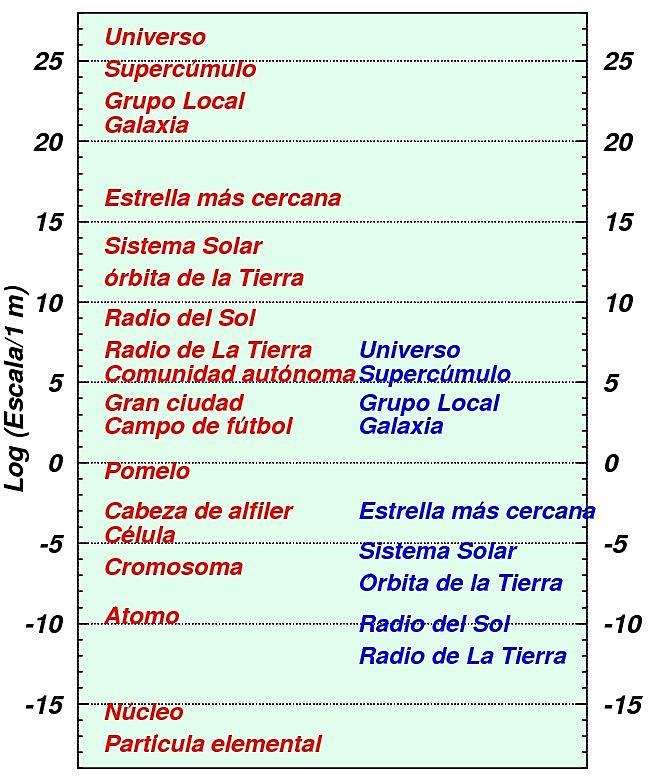 Universo
25 25
Supercúmulo
Grupo Local
Galaxia
20 20
Estrella más cercana
15 15
Sistema Solar
órbita de la Tierra
10 10
Radio del Sol
Radio de La Tierra Universo
Comunidad autónoma Supercúmulo
5 5
Gran ciudad Grupo Local
Campo de fútbol Galaxia
0 0
Pomelo
Cabeza de alfiler Estrella más cercana
Célula
-5 -5
Sistema Solar
Cromosoma
Orbita de la Tierra
Atomo
-10 Radio del Sol -10
Radio de La Tierra
-15 -15
Núcleo
Partícula elemental
Log (Escala/1 m)